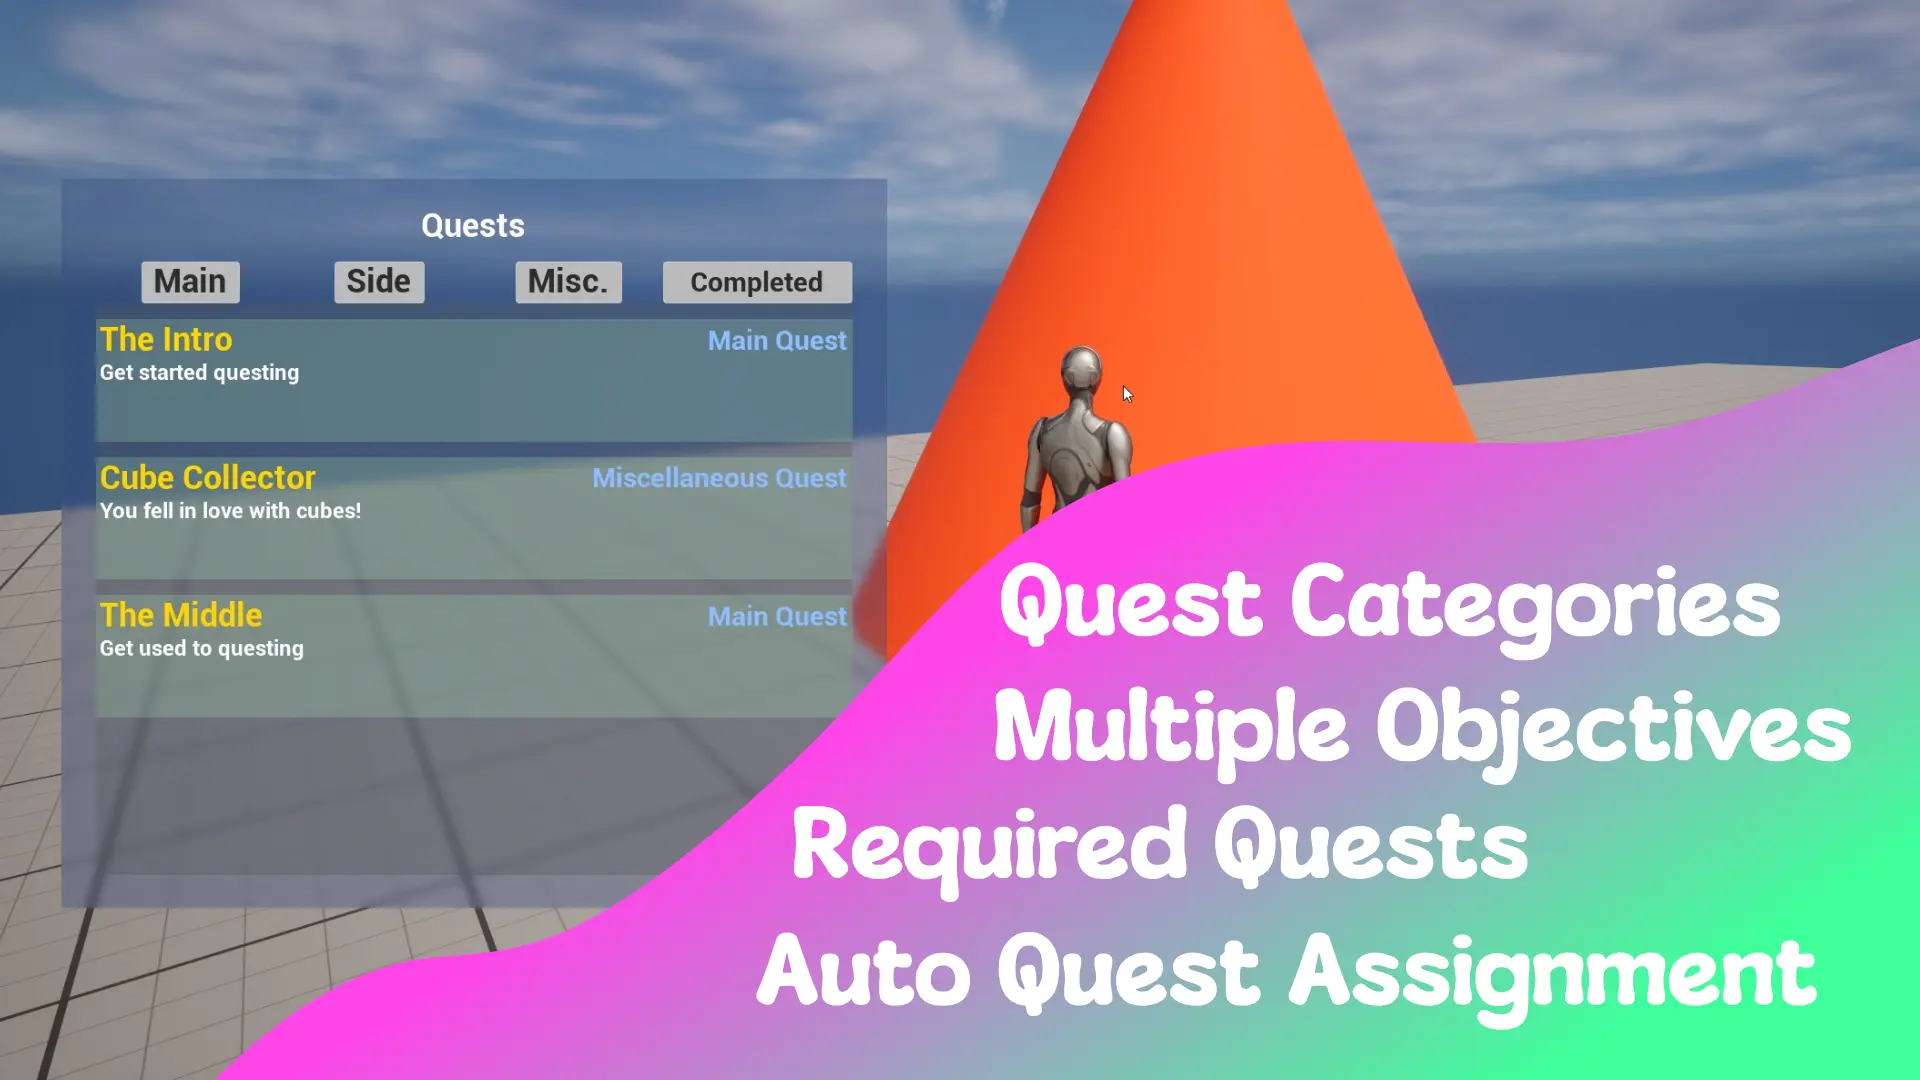 Quests
Main Side Misc. Completed
The Intro Main Quest
Get started questing
Cube Collector Miscellaneous Quest
You fell in love with cubes!
The Middle Main Quest
Get used to questing
Quest Categories
Multiple Objectives
Required Quests
Auto Quest Assignment